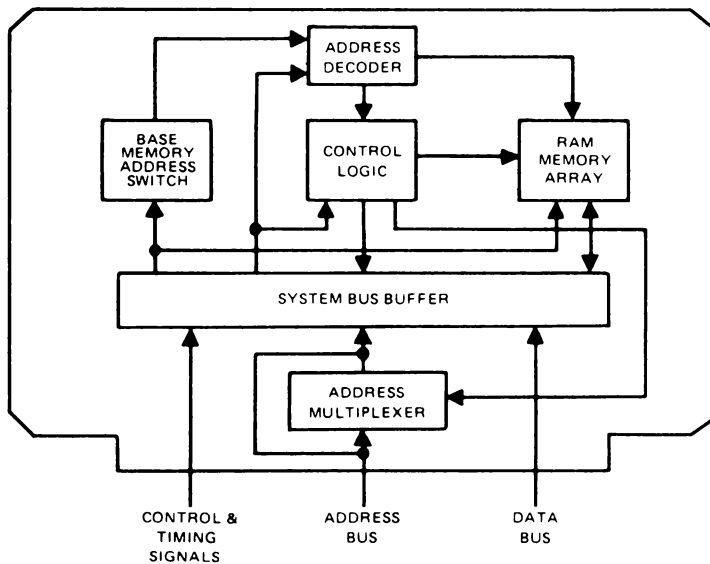 ADDRESS
DECODER
BASE
MEMORY
ADDRESS
SWITCH
CONTROL
LOGIC
RAM
MEMORY
ARRAY
SYSTEM BUS BUFFER
ADDRESS
MULTIPLEXER
CONTROL &
TIMING
SIGNALS
ADDRESS
BUS
DATA
BUS